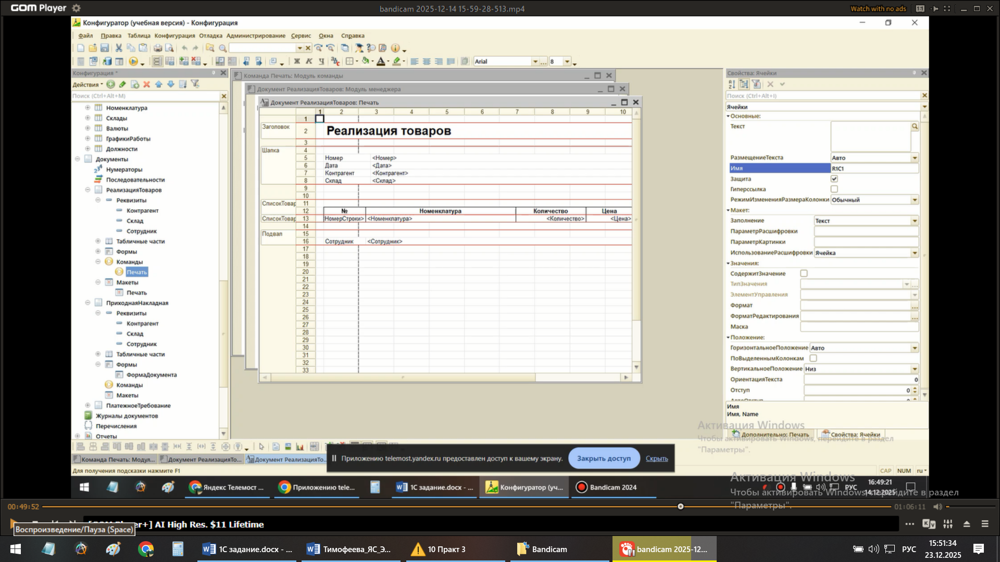 GOM Player
bandicam 2025-12-14 15-59-28-513.mp4
Watch with no ads
Конфигуратор (учебная версия) - Конфигурация
Файл Правка Таблица Конфигурация Отладка Администрирование Сервис Окна Справка
Ж К Ч Arial 8
Конфигурация *
Действия
Поиск (Ctrl+Alt+M)
Номенклатура
Склады
Валюты
ГрафикиРаботы
Должности
Документы
Нумераторы
Последовательности
РеализацияТоваров
Реквизиты
Контрагент
Склад
Сотрудник
Табличные части
Формы
Команды
Печать
Макеты
Печать
ПриходнаяНакладная
Реквизиты
Контрагент
Склад
Сотрудник
Табличные части
Формы
ФормаДокумента
Команды
Макеты
ПлатежноеТребование
Журналы документов
Перечисления
Отчеты
Команда Печать: Модуль команды
Документ РеализацияТоваров: Модуль менеджера
Документ РеализацияТоваров: Печать
1 2 3 4 5 6 7 8 9 10
1
Заголовок 2 Реализация товаров
3
Шапка 4
5 Номер <Номер>
6 Дата <Дата>
7 Контрагент <Контрагент>
8 Склад <Склад>
9
10
СписокТовар 11
12 № Номенклатура Количество Цена
СписокТовар 13 НомерСтроки> <Номенклатура> <Количество> <Цена>
14
Подвал 15
16 Сотрудник <Сотрудник>
17
18
19
20
21
22
23
24
25
26
27
28
29
30
31
32
33
Свойства: Ячейки
Поиск (Ctrl+Alt+I)
Ячейки
Основные:
Текст
РазмещениеТекста Авто
Имя R1C1
Защита
Гиперссылка
РежимИзмененияРазмераКолонки Обычный
Макет:
Заполнение Текст
ПараметрРасшифровки
ПараметрКартинки
ИспользованиеРасшифровки Ячейка
Значения:
СодержитЗначение
ТипЗначения
ЭлементУправления
Формат
ФорматРедактирования
Маска
Положение:
ГоризонтальноеПоложение Авто
ПоВыделеннымКолонкам
ВертикальноеПоложение Низ
ОриентацияТекста 0
Отступ 0
Имя
Имя, Name
Дополнительно: Печать Свойства: Ячейки
Активация Windows
Чтобы активировать Windows, перейдите в раздел
"Параметры".
Команда Печать: Модул... Документ РеализацияТо... Документ РеализацияТо...
Приложению telemost.yandex.ru предоставлен доступ к вашему экрану. Закрыть доступ Скрыть
Для получения подсказки нажмите F1
CAP NUM ru
Яндекс Телемост ... Приложению tele... 1С задание.docx - ... Конфигуратор (уч... Bandicam 2024 РУС 16:49:21
14.12.2025
Активация Windows
Чтобы активировать Windows, перейдите в раздел
"Параметры".
00:49:52 01:06:11
er+] AI High Res. $11 Lifetime
Воспроизведение/Пауза (Space)
1С задание.docx - ... Тимофеева_ЯС_Э... 10 Практ 3 Bandicam bandicam 2025-12... РУС 15:51:34
23.12.2025